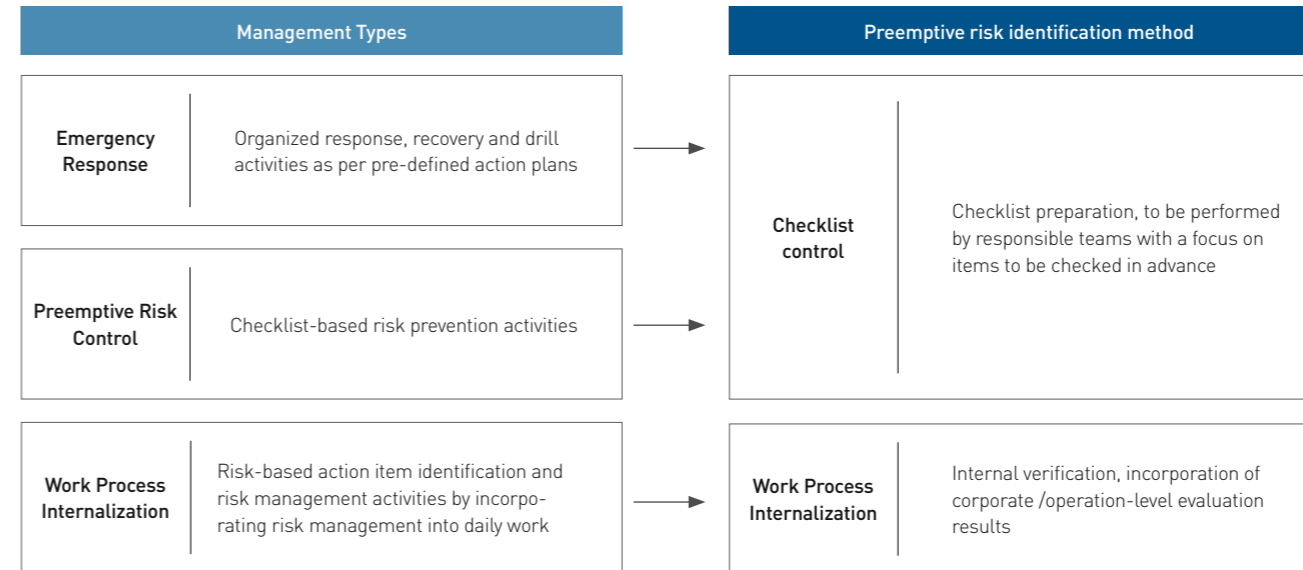 Management Types
Preemptive risk identification method
Emergency
Response
Organized response, recovery and drill
activities as per pre-defined action plans
Preemptive Risk
Control
Checklist-based risk prevention activities
Checklist
control
Checklist preparation, to be performed
by responsible teams with a focus on
items to be checked in advance
Work Process
Internalization
Risk-based action item identification and
risk management activities by incorpo-
rating risk management into daily work
Work Process
Internalization
Internal verification, incorporation of
corporate /operation-level evaluation
results